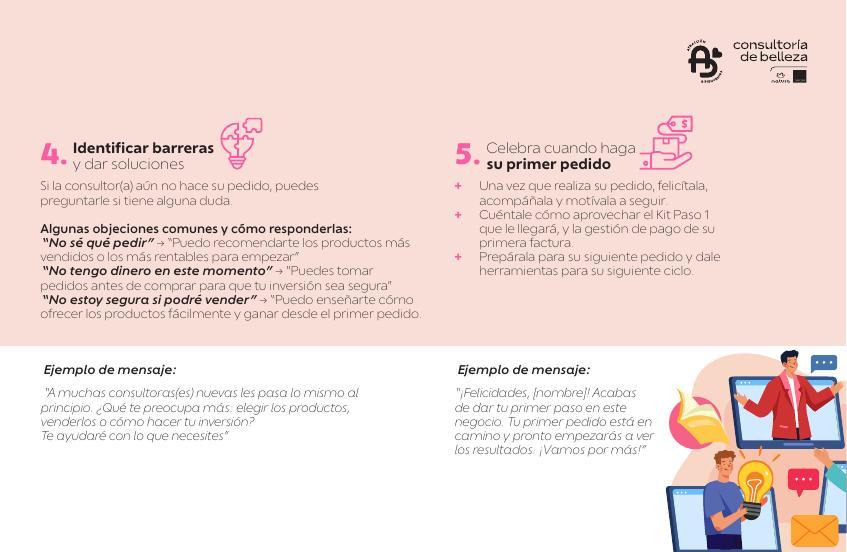 consultoría
de belleza
natura
4.
Identificar barreras
y dar soluciones
Si la consultor(a) aún no hace su pedido, puedes
preguntarle si tiene alguna duda.
Algunas objeciones comunes y cómo responderlas:
“No sé qué pedir” → “Puedo recomendarte los productos más
vendidos o los más rentables para empezar”
“No tengo dinero en este momento” → “Puedes tomar
pedidos antes de comprar para que tu inversión sea segura”
“No estoy segura si podré vender” → “Puedo enseñarte cómo
ofrecer los productos fácilmente y ganar desde el primer pedido.
Ejemplo de mensaje:
“A muchas consultoras(es) nuevas les pasa lo mismo al
principio. ¿Qué te preocupa más: elegir los productos,
venderlos o cómo hacer tu inversión?
Te ayudaré con lo que necesites”
5.
Celebra cuando haga
su primer pedido
$
+ Una vez que realiza su pedido, felicítala,
acompáñala y motívala a seguir.
+ Cuéntale cómo aprovechar el Kit Paso 1
que le llegará, y la gestión de pago de su
primera factura.
+ Prepárala para su siguiente pedido y dale
herramientas para su siguiente ciclo.
Ejemplo de mensaje:
“¡Felicidades, [nombre]! Acabas
de dar tu primer paso en este
negocio. Tu primer pedido está en
camino y pronto empezarás a ver
los resultados. ¡Vamos por más!”